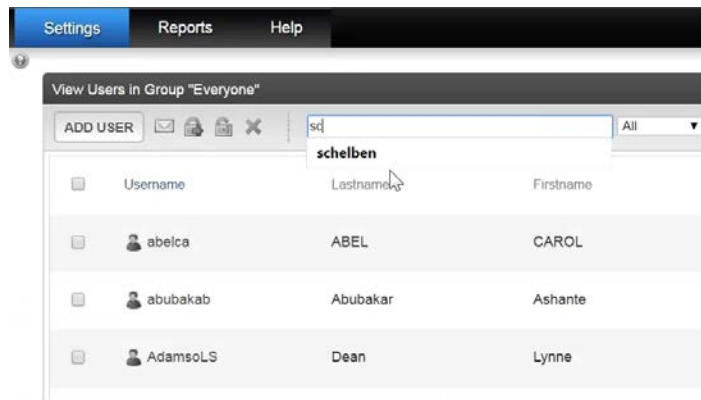 Settings Reports Help
View Users in Group "Everyone"
ADD USER sc All
schelben
Username Lastname Firstname
abelca ABEL CAROL
abubakab Abubakar Ashante
AdamsoLS Dean Lynne